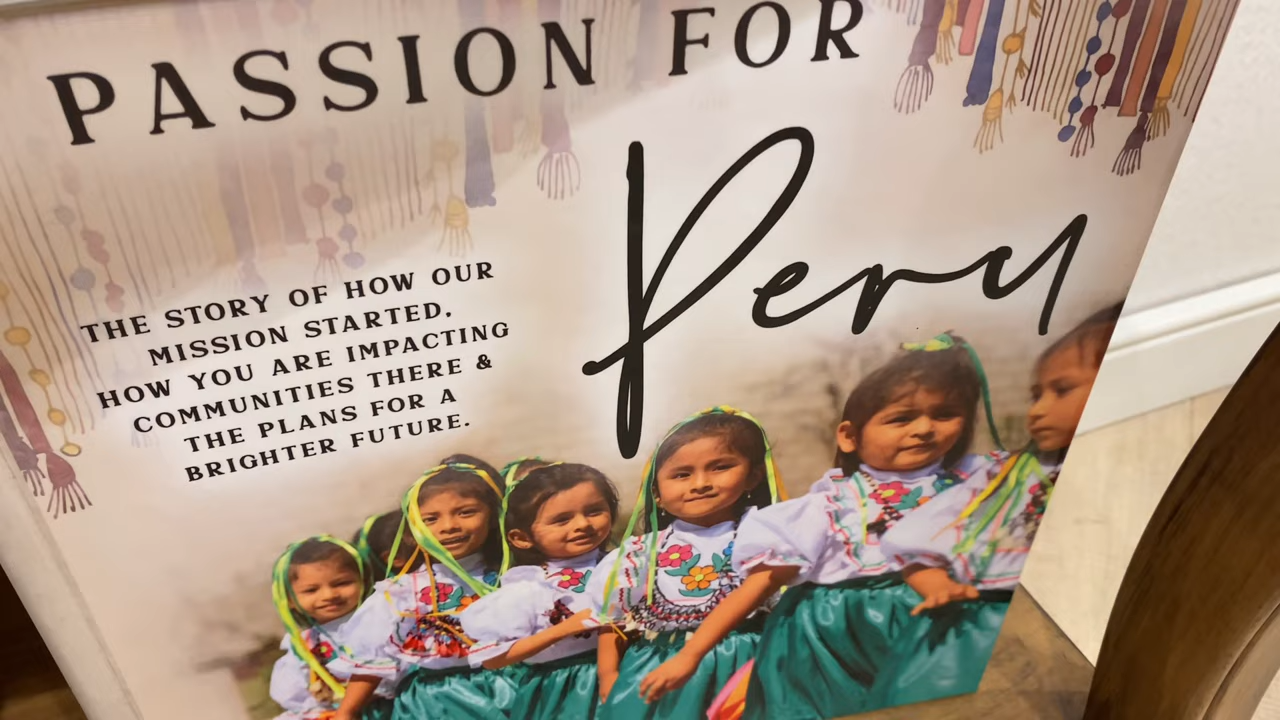 PASSION FOR
Peru
THE STORY OF HOW OUR
MISSION STARTED.
HOW YOU ARE IMPACTING
COMMUNITIES THERE &
THE PLANS FOR A
BRIGHTER FUTURE.